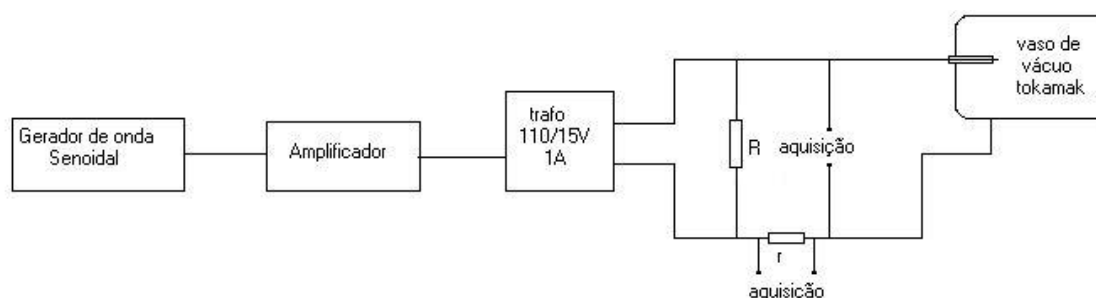 Gerador de onda
Senoidal
Amplificador
trafo
110/15V
1A
R
aquisição
r
aquisição
vaso de
vácuo
tokamak